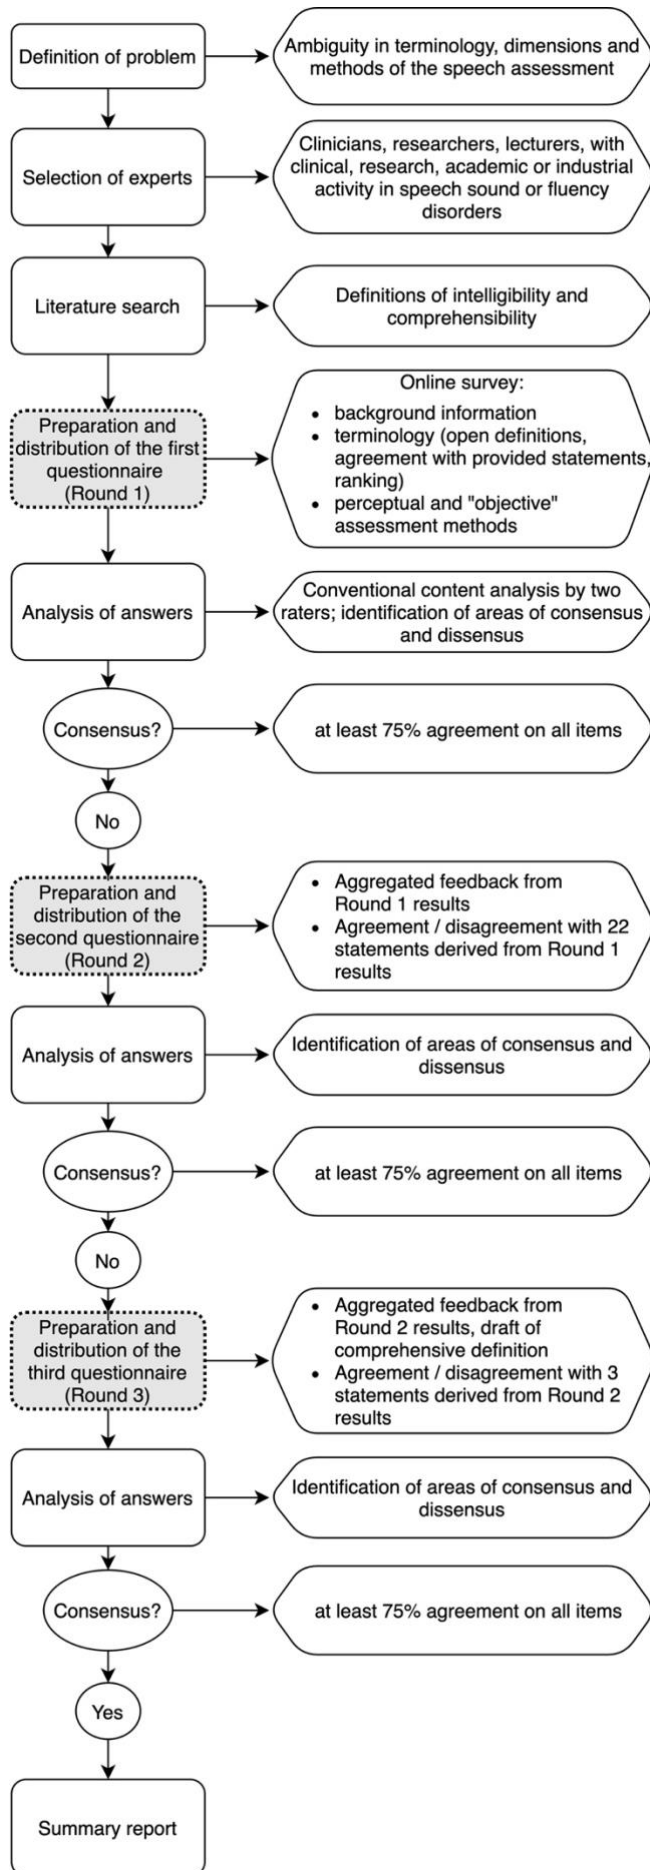 Definition of problem
Ambiguity in terminology, dimensions and
methods of the speech assessment
Selection of experts
Clinicians, researchers, lecturers, with
clinical, research, academic or industrial
activity in speech sound or fluency
disorders
Literature search
Definitions of intelligibility and
comprehensibility
Preparation and
distribution of the first
questionnaire
(Round 1)
Online survey:
• background information
• terminology (open definitions,
agreement with provided statements,
ranking)
• perceptual and "objective"
assessment methods
Analysis of answers
Conventional content analysis by two
raters; identification of areas of consensus
and dissensus
Consensus?
at least 75% agreement on all items
No
Preparation and
distribution of the
second questionnaire
(Round 2)
• Aggregated feedback from
Round 1 results
• Agreement / disagreement with 22
statements derived from Round 1
results
Analysis of answers
Identification of areas of consensus and
dissensus
Consensus?
at least 75% agreement on all items
No
Preparation and
distribution of the
third questionnaire
(Round 3)
• Aggregated feedback from
Round 2 results, draft of
comprehensive definition
• Agreement / disagreement with 3
statements derived from Round 2
results
Analysis of answers
Identification of areas of consensus and
dissensus
Consensus?
at least 75% agreement on all items
Yes
Summary report